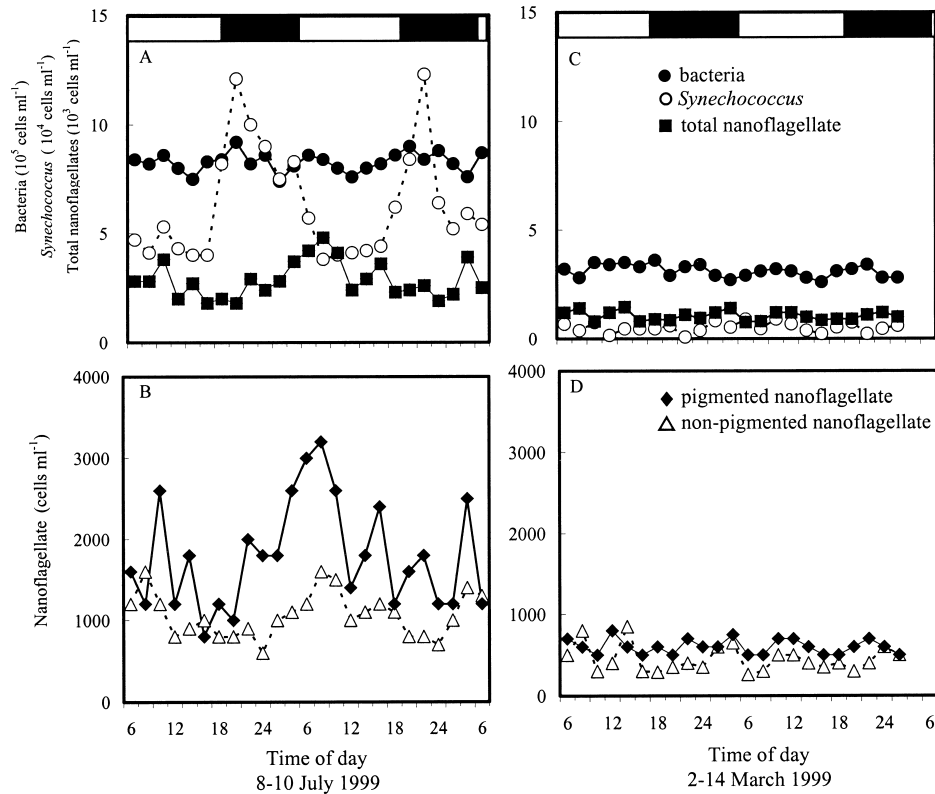 Bacteria (10⁵ cells ml⁻¹)
Synechococcus ( 10⁴ cells ml⁻¹)
Total nanoflagellates (10³ cells ml⁻¹)
15
10
5
0
A
15
10
5
0
C
bacteria
Synechococcus
total nanoflagellate
Nanoflagellate (cells ml⁻¹)
4000
3000
2000
1000
0
B
6 12 18 24 6 12 18 24 6
Time of day
8-10 July 1999
4000
3000
2000
1000
0
D
pigmented nanoflagellate
non-pigmented nanoflagellate
6 12 18 24 6 12 18 24 6
Time of day
2-14 March 1999